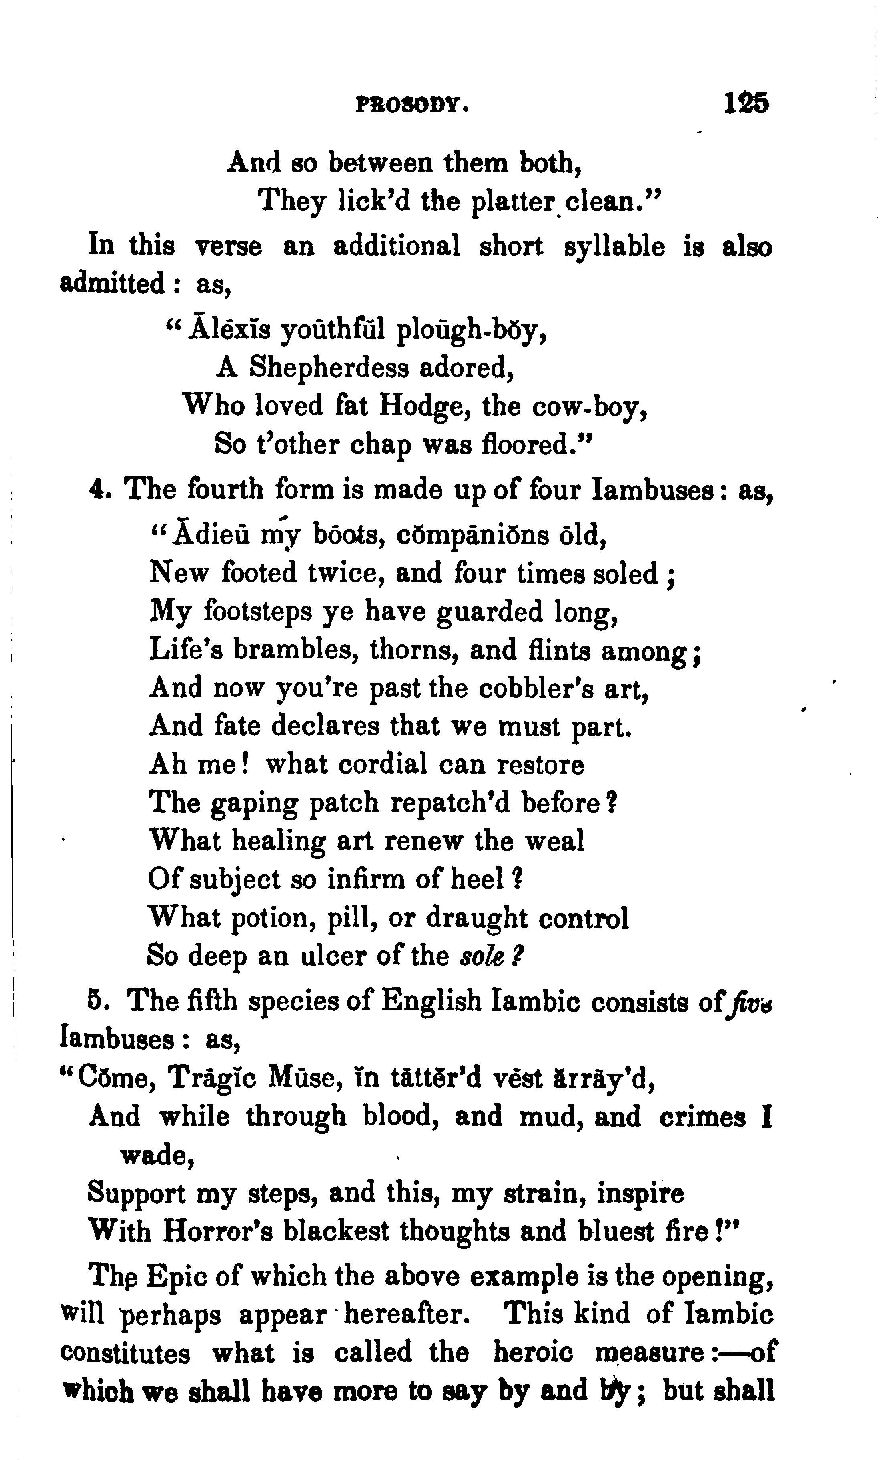 PROSODY. 125
And so between them both,
They lick'd the platter clean."
In this verse an additional short syllable is also
admitted : as,
"Ālēxĭs yoūthfŭl ploūgh-bŏy,
A Shepherdess adored,
Who loved fat Hodge, the cow-boy,
So t'other chap was floored."
4. The fourth form is made up of four Iambuses : as,
"Ădieū my̆ bōots, cŏmpāniŏns ōld,
New footed twice, and four times soled ;
My footsteps ye have guarded long,
Life's brambles, thorns, and flints among ;
And now you're past the cobbler's art,
And fate declares that we must part.
Ah me ! what cordial can restore
The gaping patch repatch'd before ?
What healing art renew the weal
Of subject so infirm of heel ?
What potion, pill, or draught control
So deep an ulcer of the sole ?
5. The fifth species of English Iambic consists of five
Iambuses : as,
"Cŏme, Trāgĭc Mūse, ĭn tāttĕr'd vēst ărrāy'd,
And while through blood, and mud, and crimes I
wade,
Support my steps, and this, my strain, inspire
With Horror's blackest thoughts and bluest fire !"
The Epic of which the above example is the opening,
will perhaps appear hereafter. This kind of Iambic
constitutes what is called the heroic measure :—of
which we shall have more to say by and by ; but shall